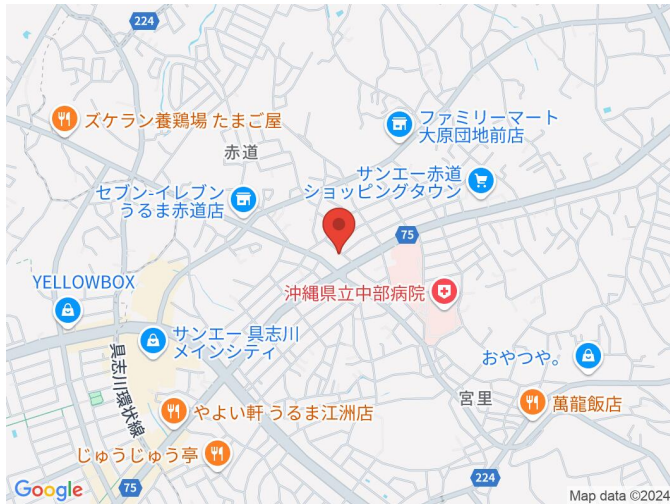 224
ズケラン養鶏場 たまご屋
ファミリーマート
大原団地前店
赤道
サンエー赤道
ショッピングタウン
セブン-イレブン
うるま赤道店
75
沖縄県立中部病院
YELLOWBOX
サンエー 具志川
メインシティ
具志川環状線
おやつや。
宮里
萬龍飯店
やよい軒 うるま江洲店
じゅうじゅう亭
75
224
Google
Map data ©2024